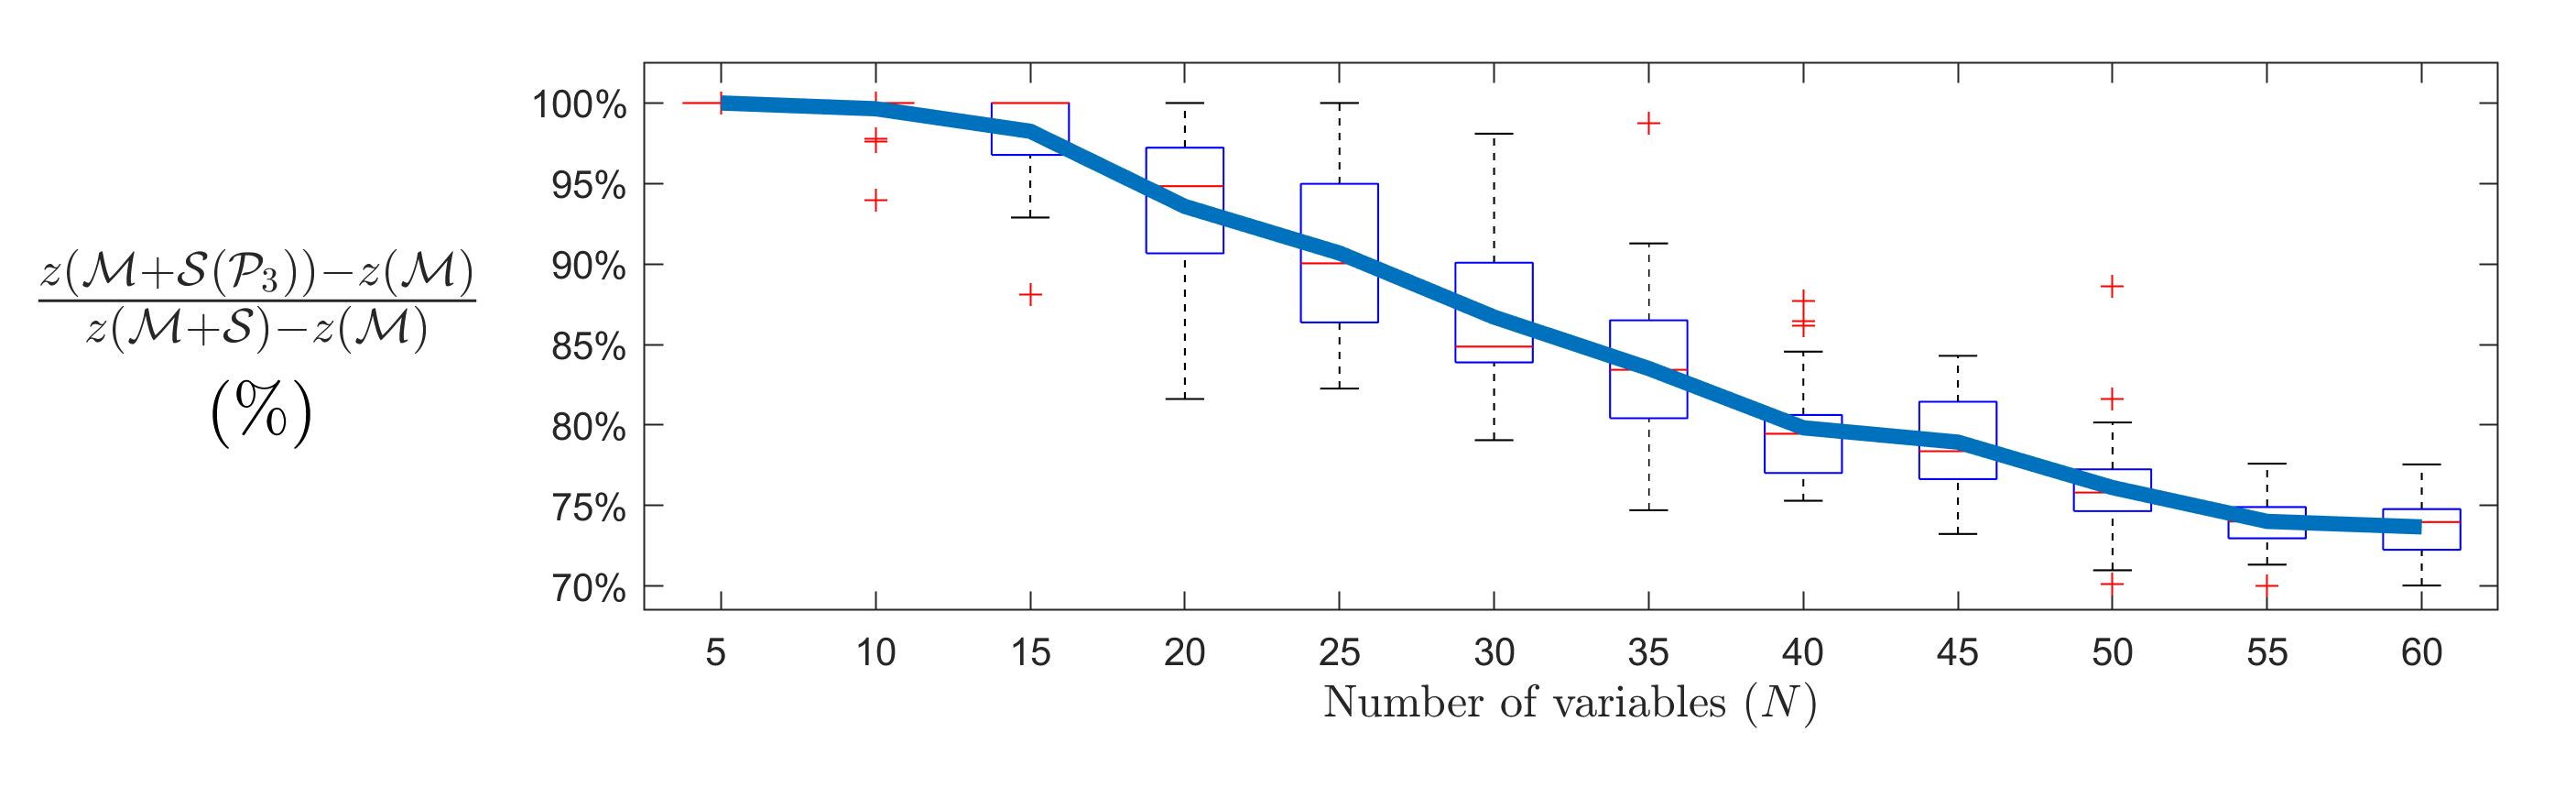 100%
95%
90%
85%
80%
75%
70%
z(ℳ+𝒮(𝒫₃))−z(ℳ)
z(ℳ+𝒮)−z(ℳ)
(%)
5 10 15 20 25 30 35 40 45 50 55 60
Number of variables (N)